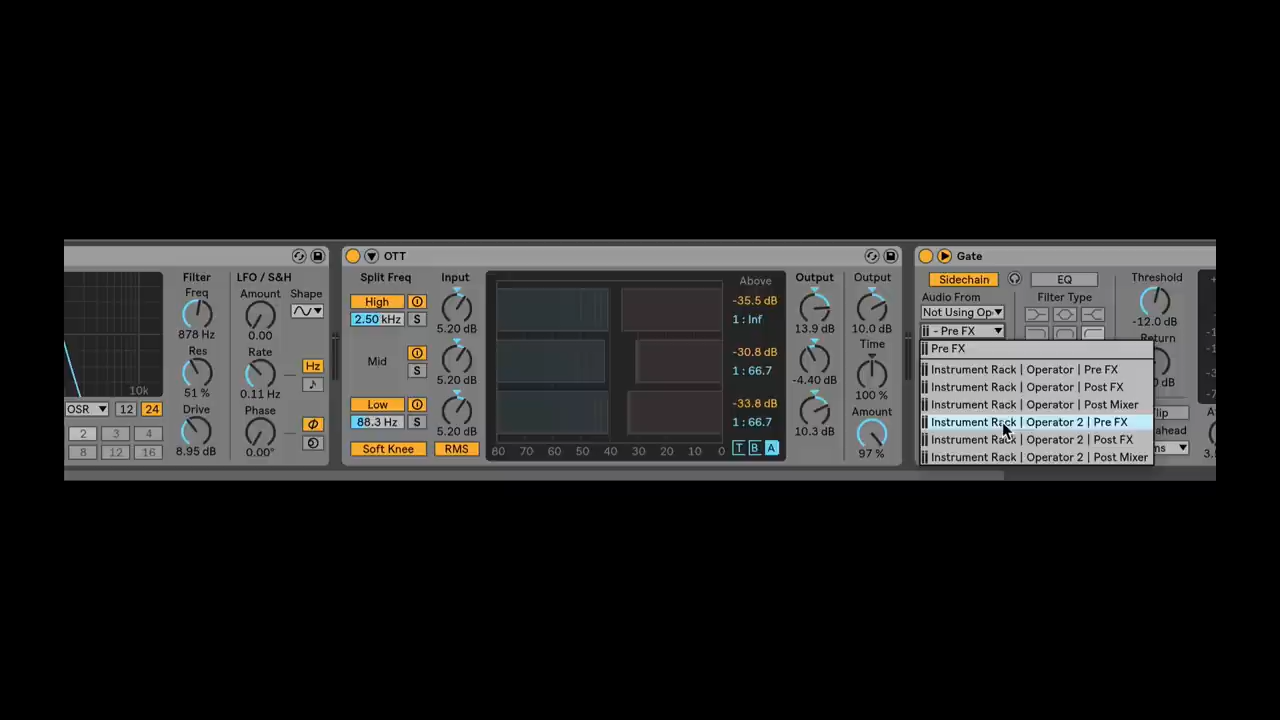 Filter
Freq
878 Hz
Res
51 %
Drive
8.95 dB
10k
OSR
12
24
2
3
4
8
12
16
LFO / S&H
Amount
0.00
Shape
Rate
0.11 Hz
Hz
Phase
0.00°
OTT
Split Freq
High
2.50 kHz
S
Mid
S
Low
88.3 Hz
S
Soft Knee
RMS
Input
5.20 dB
5.20 dB
5.20 dB
80 70 60 50 40 30 20 10 0
Above
-35.5 dB
1 : Inf
-30.8 dB
1 : 66.7
-33.8 dB
1 : 66.7
T
B
A
Output
13.9 dB
-4.40 dB
10.3 dB
Output
10.0 dB
Time
100 %
Amount
97 %
Gate
Sidechain
EQ
Audio From
Not Using Op
- Pre FX
Filter Type
Threshold
-12.0 dB
Return
Pre FX
Instrument Rack | Operator | Pre FX
Instrument Rack | Operator | Post FX
Instrument Rack | Operator | Post Mixer
Instrument Rack | Operator 2 | Pre FX
Instrument Rack | Operator 2 | Post FX
Instrument Rack | Operator 2 | Post Mixer